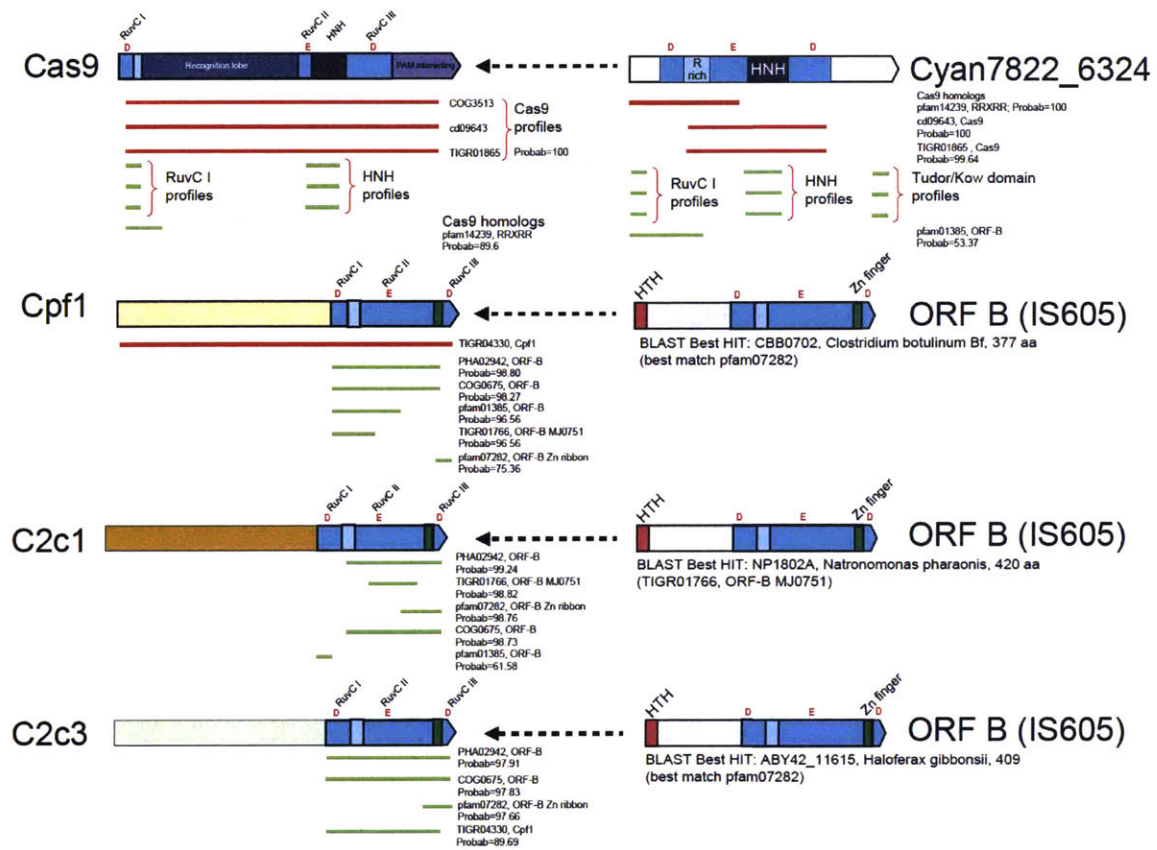 Cas9
RuvC I
RuvC II
HNH
RuvC III
D
E
D
Recognition lobe
PAM interacting
COG3513
cd09643
TIGR01865
Cas9
profiles
Probab=100
RuvC I
profiles
HNH
profiles
Cas9 homologs
pfam14239, RRXRR
Probab=89.6
D
E
D
R
rich
HNH
Cyan7822_6324
Cas9 homologs
pfam14239, RRXRR; Probab=100
cd09643, Cas9
Probab=100
TIGR01865 , Cas9
Probab=99.64
RuvC I
profiles
HNH
profiles
Tudor/Kow domain
profiles
pfam01385, ORF-B
Probab=53.37
Cpf1
RuvC I
RuvC II
RuvC III
D
E
D
TIGR04330, Cpf1
PHA02942, ORF-B
Probab=98.80
COG0675, ORF-B
Probab=98.27
pfam01385, ORF-B
Probab=96.56
TIGR01766, ORF-B MJ0751
Probab=96.56
pfam07282, ORF-B Zn ribbon
Probab=75.36
HTH
Zn finger
D
E
D
ORF B (IS605)
BLAST Best HIT: CBB0702, Clostridium botulinum Bf, 377 aa
(best match pfam07282)
C2c1
RuvC I
RuvC II
RuvC III
D
E
D
PHA02942, ORF-B
Probab=99.24
TIGR01766, ORF-B MJ0751
Probab=98.82
pfam07282, ORF-B Zn ribbon
Probab=98.76
COG0675, ORF-B
Probab=98.73
pfam01385, ORF-B
Probab=61.58
HTH
Zn finger
D
E
D
ORF B (IS605)
BLAST Best HIT: NP1802A, Natronomonas pharaonis, 420 aa
(TIGR01766, ORF-B MJ0751)
C2c3
RuvC I
RuvC II
RuvC III
D
E
D
PHA02942, ORF-B
Probab=97.91
COG0675, ORF-B
Probab=97.83
pfam07282, ORF-B Zn ribbon
Probab=97.66
TIGR04330, Cpf1
Probab=89.69
HTH
Zn finger
D
E
D
ORF B (IS605)
BLAST Best HIT: ABY42_11615, Haloferax gibbonsii, 409
(best match pfam07282)